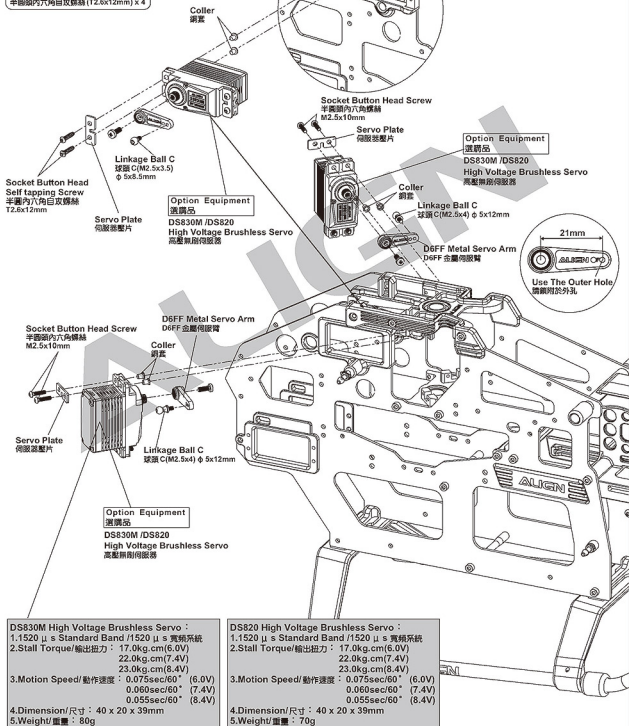 半圓頭內六角自攻螺絲(T2.6x12mm) x 4
Coller
銅套
Socket Button Head Screw
半圓頭內六角螺絲
M2.5x10mm
Servo Plate
伺服器壓片
Option Equipment
選購品
DS830M /DS820
High Voltage Brushless Servo
高壓無刷伺服器
Linkage Ball C
球頭 C(M2.5x3.5)
φ 5x8.5mm
Socket Button Head
Self tapping Screw
半圓內六角自攻螺絲
T2.6x12mm
Servo Plate
伺服器壓片
Option Equipment
選購品
DS830M /DS820
High Voltage Brushless Servo
高壓無刷伺服器
Coller
銅套
Linkage Ball C
球頭 C(M2.5x4) φ 5x12mm
D6FF Metal Servo Arm
D6FF 金屬伺服臂
21mm
ALIGN
Use The Outer Hole
請鎖附於外孔
Socket Button Head Screw
半圓頭內六角螺絲
M2.5x10mm
D6FF Metal Servo Arm
D6FF 金屬伺服臂
Coller
銅套
Servo Plate
伺服器壓片
Linkage Ball C
球頭 C(M2.5x4) φ 5x12mm
Option Equipment
選購品
DS830M /DS820
High Voltage Brushless Servo
高壓無刷伺服器
ALIGN
ALIGN
DS830M High Voltage Brushless Servo：
1.1520 μ s Standard Band /1520 μ s 寬頻系統
2.Stall Torque/輸出扭力： 17.0kg.cm(6.0V)
22.0kg.cm(7.4V)
23.0kg.cm(8.4V)
3.Motion Speed/動作速度： 0.075sec/60° (6.0V)
0.060sec/60° (7.4V)
0.055sec/60° (8.4V)
4.Dimension/尺寸： 40 x 20 x 39mm
5.Weight/重量： 80g
DS820 High Voltage Brushless Servo：
1.1520 μ s Standard Band /1520 μ s 寬頻系統
2.Stall Torque/輸出扭力： 17.0kg.cm(6.0V)
22.0kg.cm(7.4V)
23.0kg.cm(8.4V)
3.Motion Speed/動作速度： 0.075sec/60° (6.0V)
0.060sec/60° (7.4V)
0.055sec/60° (8.4V)
4.Dimension/尺寸： 40 x 20 x 39mm
5.Weight/重量： 70g